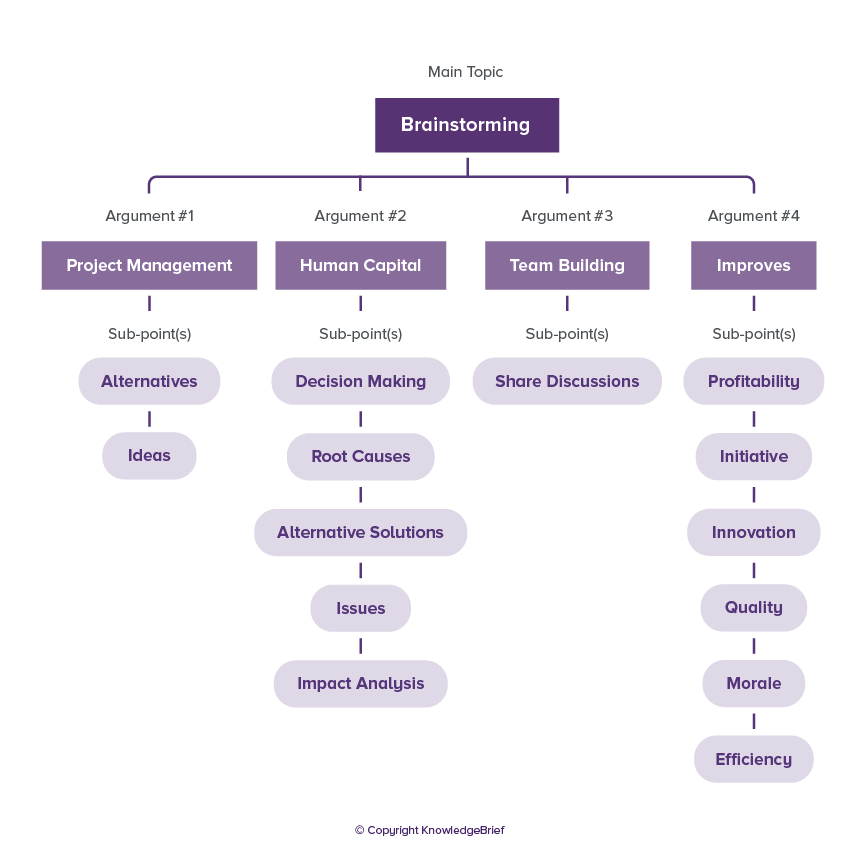 Main Topic
Brainstorming
Argument #1
Project Management
Sub-point(s)
Alternatives
Ideas
Argument #2
Human Capital
Sub-point(s)
Decision Making
Root Causes
Alternative Solutions
Issues
Impact Analysis
Argument #3
Team Building
Sub-point(s)
Share Discussions
Argument #4
Improves
Sub-point(s)
Profitability
Initiative
Innovation
Quality
Morale
Efficiency
© Copyright KnowledgeBrief